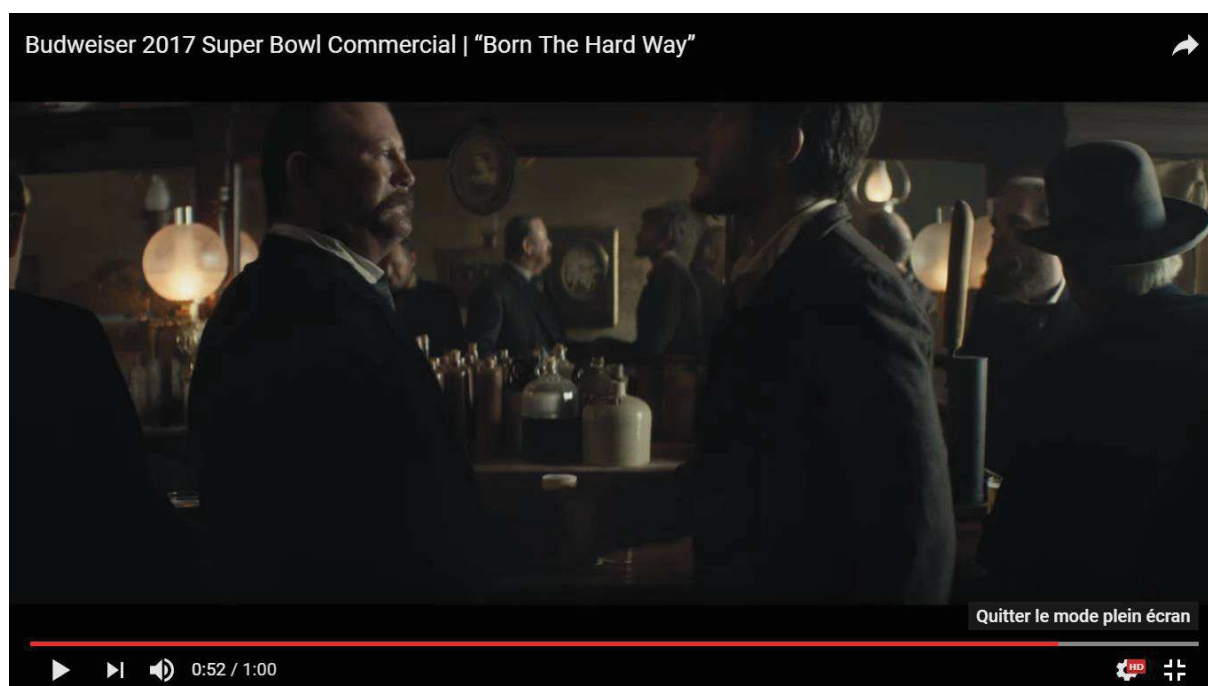 Budweiser 2017 Super Bowl Commercial | “Born The Hard Way”
Quitter le mode plein écran
0:52 / 1:00
HD